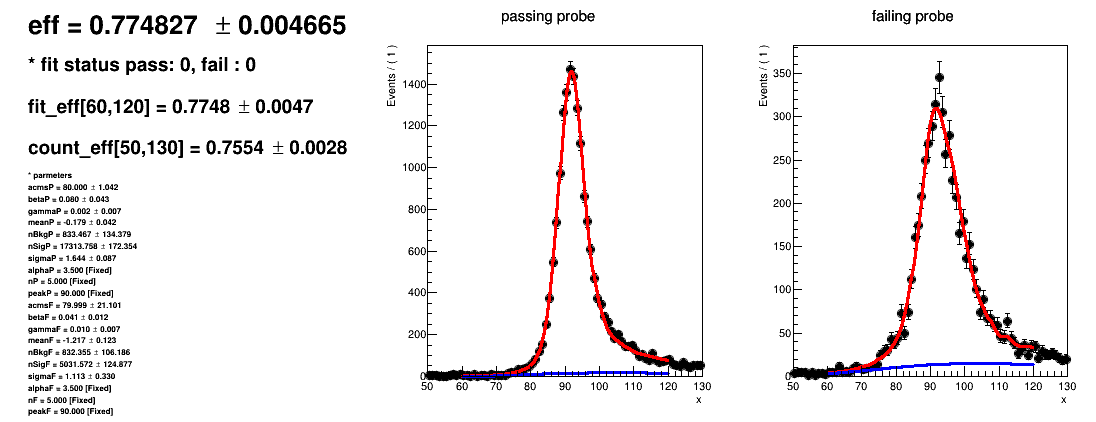 eff = 0.774827 ± 0.004665
* fit status pass: 0, fail : 0
fit_eff[60,120] = 0.7748 ± 0.0047
count_eff[50,130] = 0.7554 ± 0.0028
* parmeters
acmsP = 80.000 ± 1.042
betaP = 0.080 ± 0.043
gammaP = 0.002 ± 0.007
meanP = -0.179 ± 0.042
nBkgP = 833.467 ± 134.379
nSigP = 17313.758 ± 172.354
sigmaP = 1.644 ± 0.087
alphaP = 3.500 [Fixed]
nP = 5.000 [Fixed]
peakP = 90.000 [Fixed]
acmsF = 79.999 ± 21.101
betaF = 0.041 ± 0.012
gammaF = 0.010 ± 0.007
meanF = -1.217 ± 0.123
nBkgF = 832.355 ± 106.186
nSigF = 5031.572 ± 124.877
sigmaF = 1.113 ± 0.330
alphaF = 3.500 [Fixed]
nF = 5.000 [Fixed]
peakF = 90.000 [Fixed]
passing probe
Events / ( 1 )
1400
1200
1000
800
600
400
200
0
50 60 70 80 90 100 110 120 130
x
failing probe
Events / ( 1 )
350
300
250
200
150
100
50
0
50 60 70 80 90 100 110 120 130
x